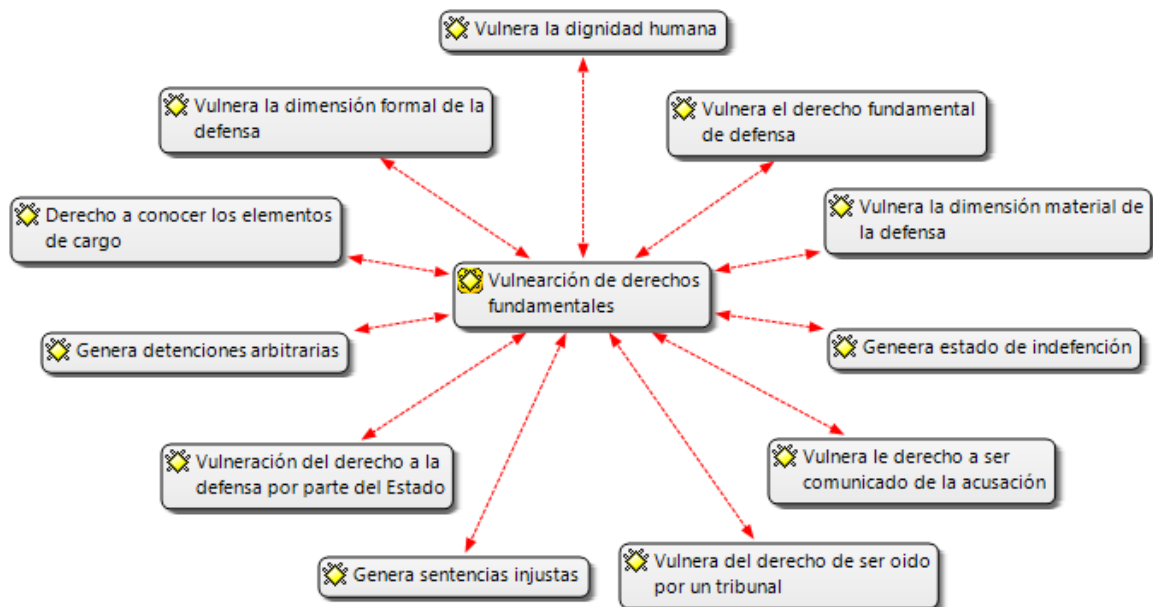 Vulnera la dignidad humana
Vulnera la dimensión formal de la
defensa
Vulnera el derecho fundamental
de defensa
Derecho a conocer los elementos
de cargo
Vulnera la dimensión material de
la defensa
Vulnearción de derechos
fundamentales
Genera detenciones arbitrarias
Geneera estado de indefención
Vulneración del derecho a la
defensa por parte del Estado
Vulnera le derecho a ser
comunicado de la acusación
Genera sentencias injustas
Vulnera del derecho de ser oido
por un tribunal